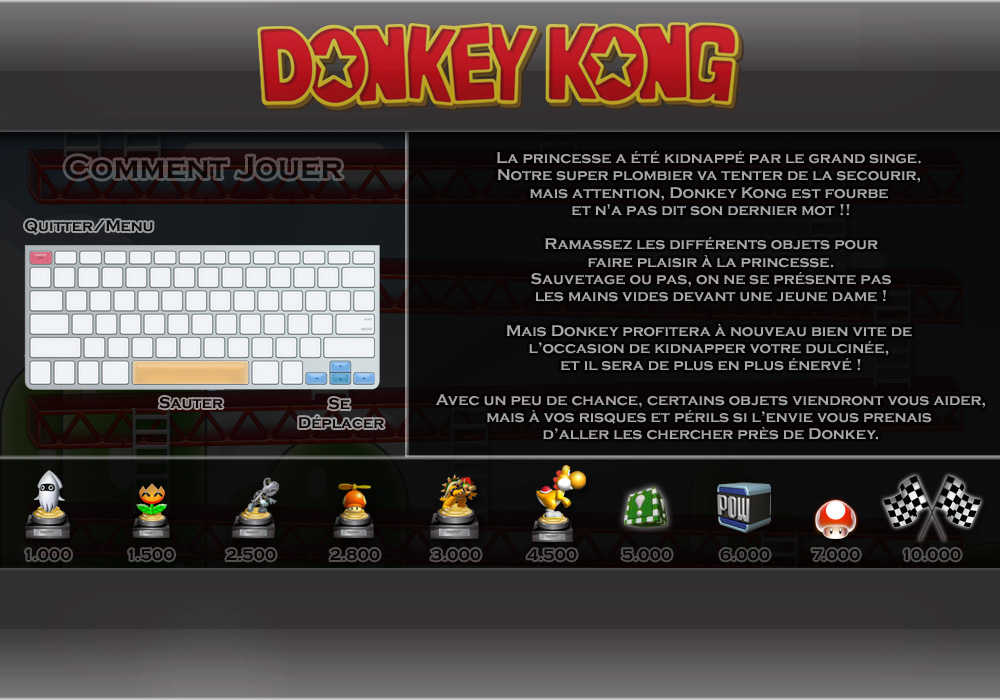 DONKEY KONG
COMMENT JOUER
QUITTER/MENU
SAUTER
SE
DÉPLACER
LA PRINCESSE A ÉTÉ KIDNAPPÉ PAR LE GRAND SINGE.
NOTRE SUPER PLOMBIER VA TENTER DE LA SECOURIR,
MAIS ATTENTION, DONKEY KONG EST FOURBE
ET N'A PAS DIT SON DERNIER MOT !!
RAMASSEZ LES DIFFÉRENTS OBJETS POUR
FAIRE PLAISIR À LA PRINCESSE.
SAUVETAGE OU PAS, ON NE SE PRÉSENTE PAS
LES MAINS VIDES DEVANT UNE JEUNE DAME !
MAIS DONKEY PROFITERA À NOUVEAU BIEN VITE DE
L'OCCASION DE KIDNAPPER VOTRE DULCINÉE,
ET IL SERA DE PLUS EN PLUS ÉNERVÉ !
AVEC UN PEU DE CHANCE, CERTAINS OBJETS VIENDRONT VOUS AIDER,
MAIS À VOS RISQUES ET PÉRILS SI L'ENVIE VOUS PRENAIS
D'ALLER LES CHERCHER PRÈS DE DONKEY.
POW
1.000 1.500 2.500 2.800 3.000 4.500 5.000 6.000 7.000 10.000